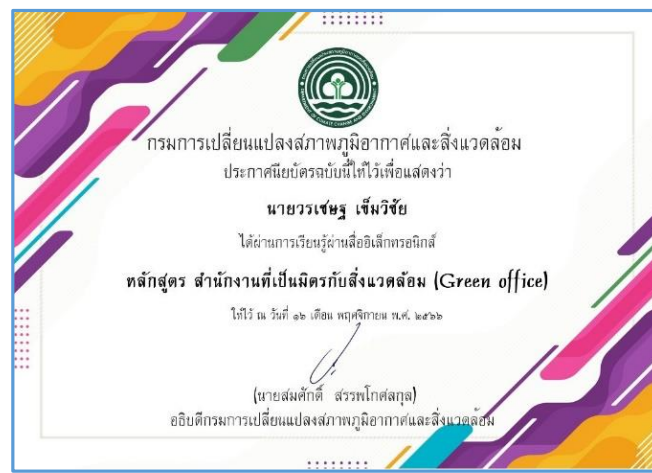 กรมการเปลี่ยนแปลงสภาพภูมิอากาศและสิ่งแวดล้อม
ประกาศนียบัตรฉบับนี้ให้ไว้เพื่อแสดงว่า
นายวรเชษฐ เข็มวิชัย
ได้ผ่านการเรียนรู้ผ่านสื่ออิเล็กทรอนิกส์
หลักสูตร สำนักงานที่เป็นมิตรกับสิ่งแวดล้อม (Green office)
ให้ไว้ ณ วันที่ ๑๖ เดือน พฤศจิกายน พ.ศ. ๒๕๖๖
(นายสมศักดิ์ สรรพโกศลกุล)
อธิบดีกรมการเปลี่ยนแปลงสภาพภูมิอากาศและสิ่งแวดล้อม